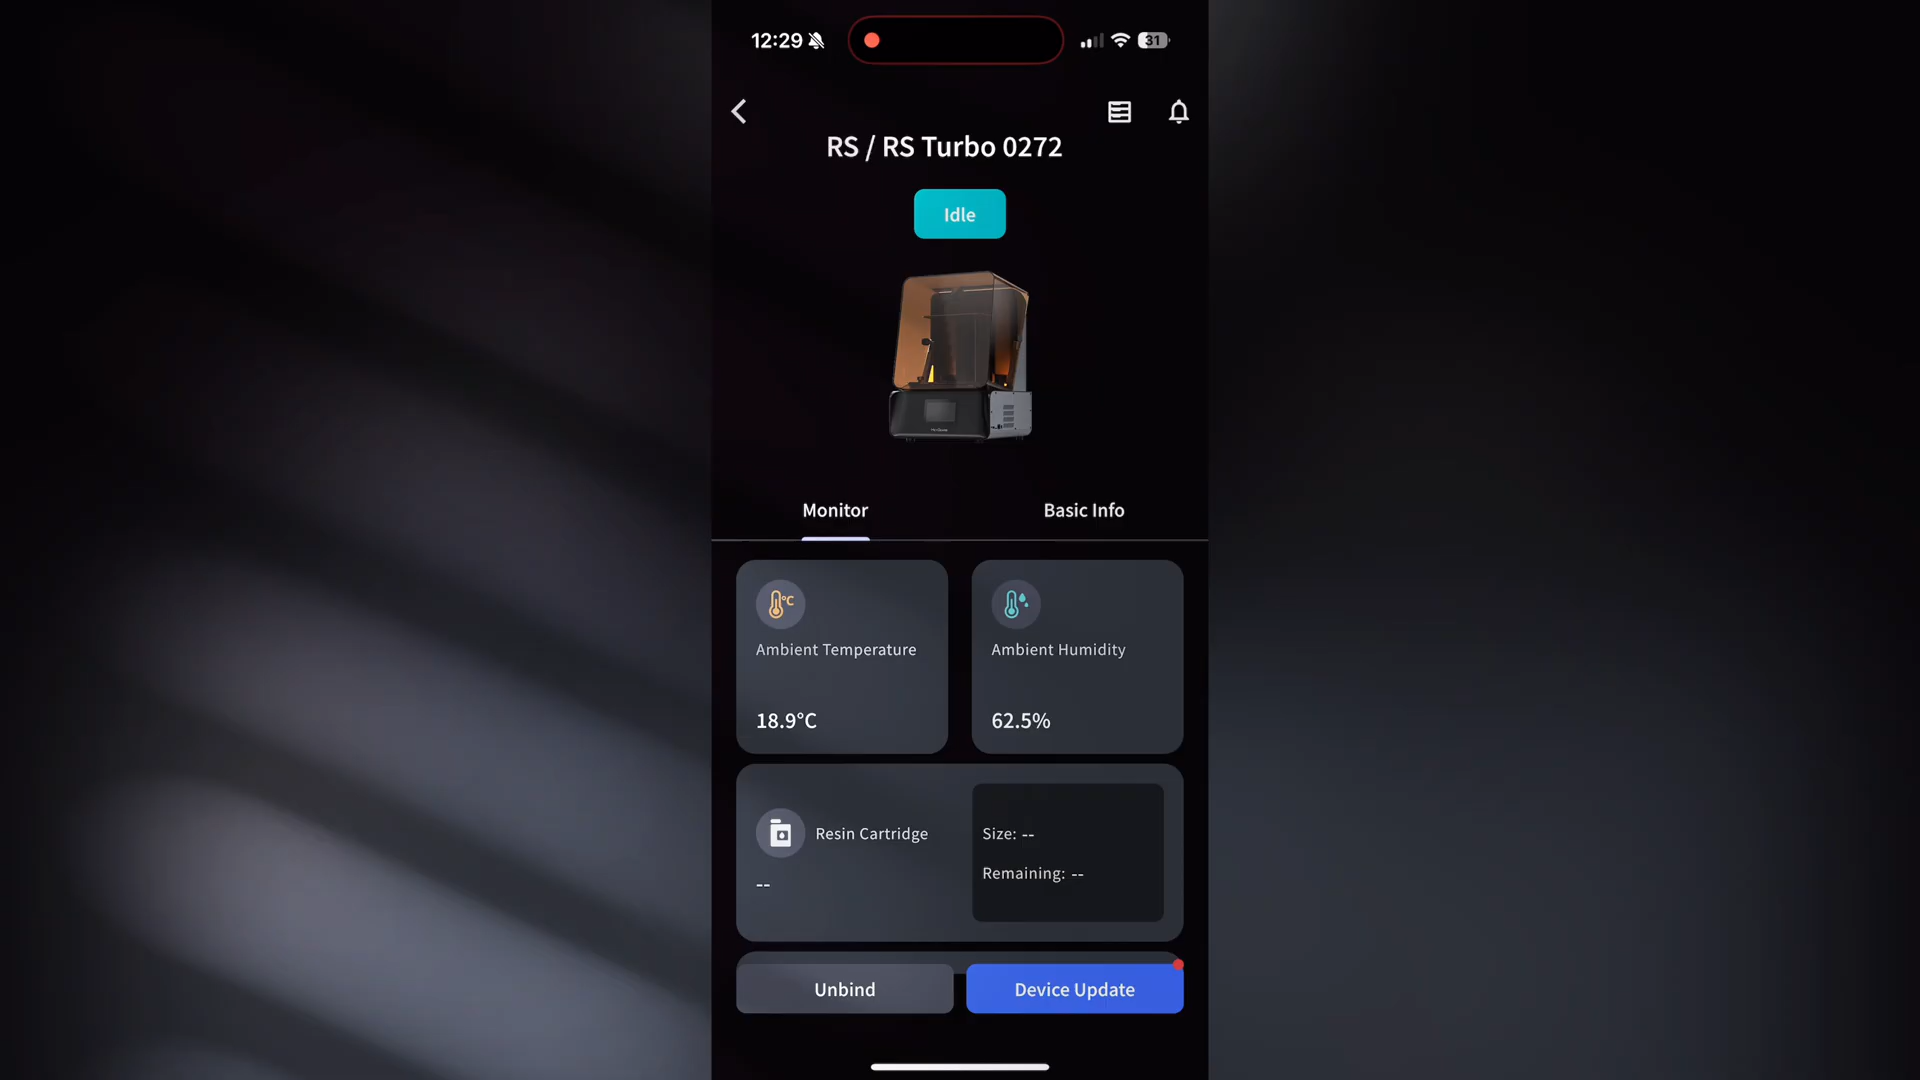 12:29
31
RS / RS Turbo 0272
Idle
Monitor
Basic Info
°C
Ambient Temperature
18.9°C
Ambient Humidity
62.5%
Resin Cartridge
--
Size: --
Remaining: --
Unbind
Device Update